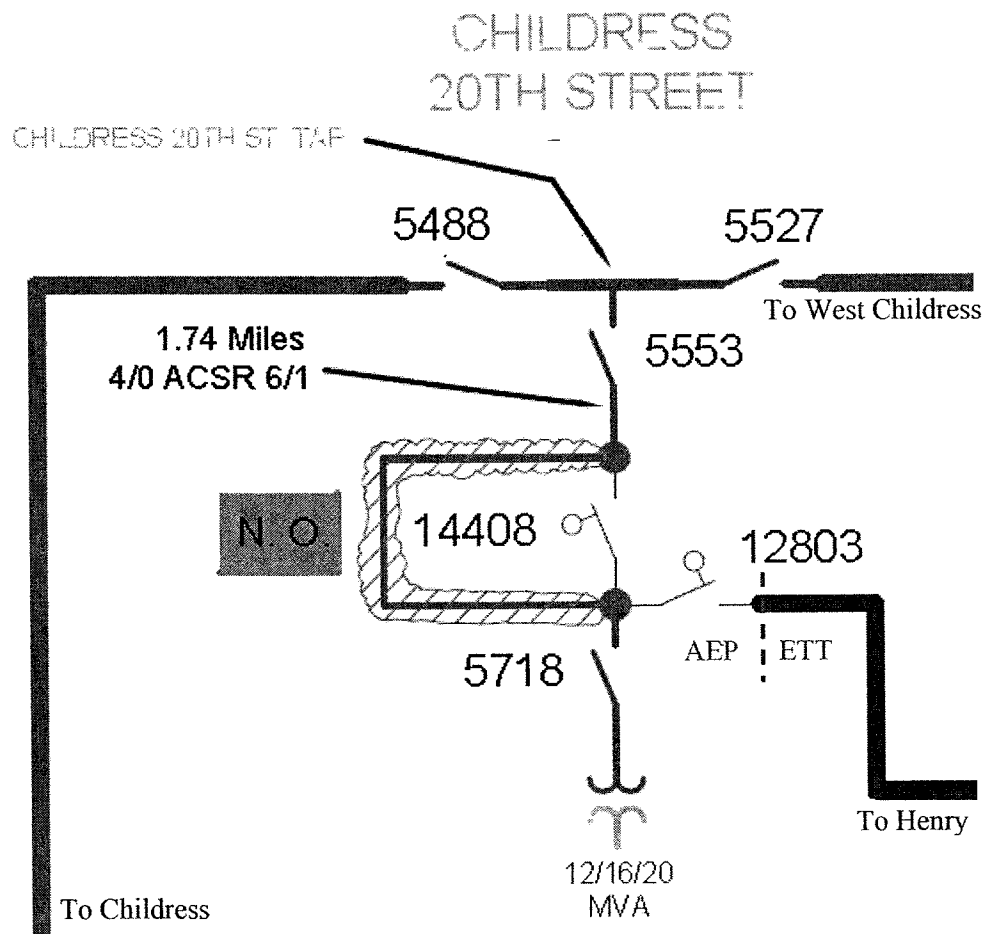 CHILDRESS
20TH STREET
CHILDRESS 20TH ST TAP
5488
5527
To West Childress
1.74 Miles
4/0 ACSR 6/1
5553
N. O.
14408
12803
AEP
ETT
5718
To Henry
12/16/20
MVA
To Childress